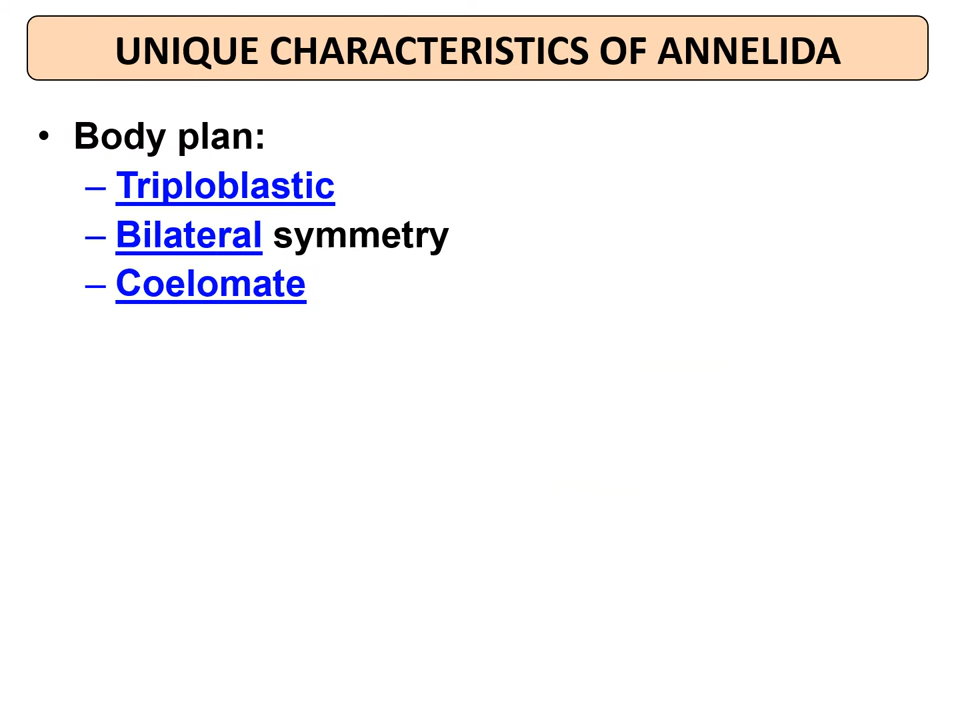 UNIQUE CHARACTERISTICS OF ANNELIDA
• Body plan:
– Triploblastic
– Bilateral symmetry
– Coelomate